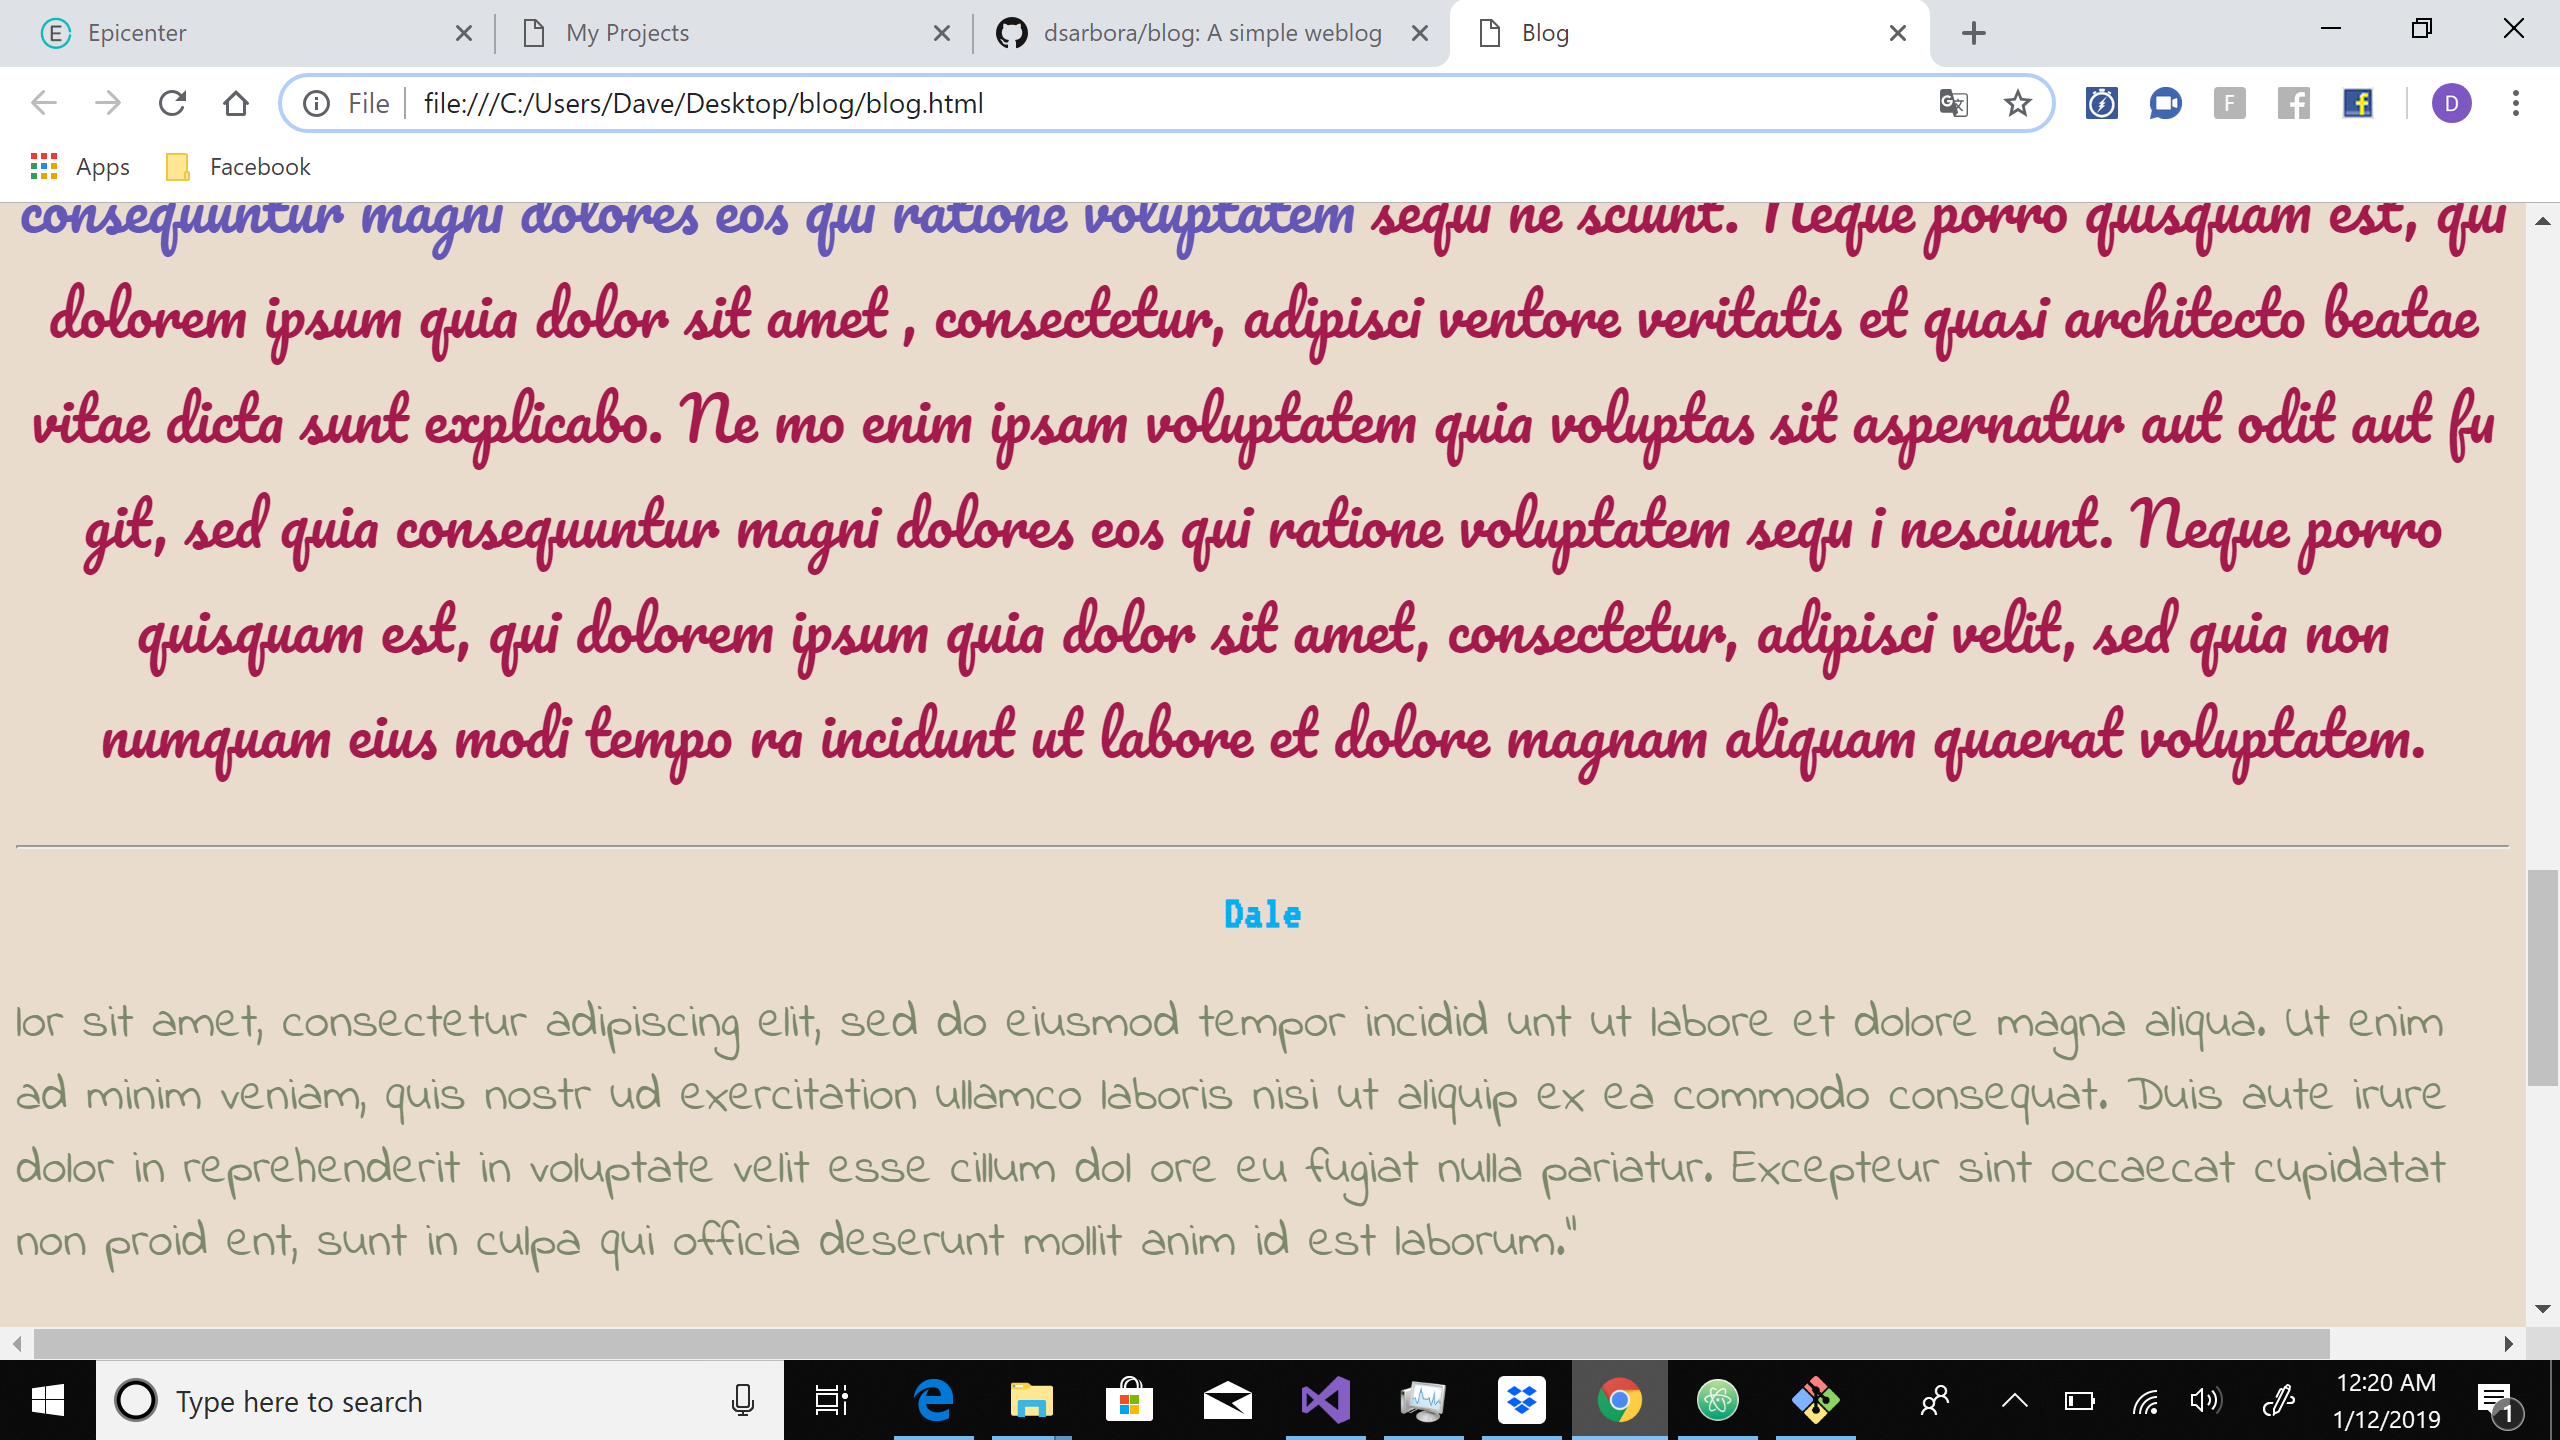 Epicenter
My Projects
dsarbora/blog: A simple weblog
Blog
File
file:///C:/Users/Dave/Desktop/blog/blog.html
F
D
Apps
Facebook
consequuntur magni dolores eos qui ratione voluptatem sequi ne sciunt. Neque porro quisquam est, qui
dolorem ipsum quia dolor sit amet , consectetur, adipisci ventore veritatis et quasi architecto beatae
vitae dicta sunt explicabo. Ne mo enim ipsam voluptatem quia voluptas sit aspernatur aut odit aut fu
git, sed quia consequuntur magni dolores eos qui ratione voluptatem sequ i nesciunt. Neque porro
quisquam est, qui dolorem ipsum quia dolor sit amet, consectetur, adipisci velit, sed quia non
numquam eius modi tempo ra incidunt ut labore et dolore magnam aliquam quaerat voluptatem.
Dale
lor sit amet, consectetur adipiscing elit, sed do eiusmod tempor incidid unt ut labore et dolore magna aliqua. Ut enim
ad minim veniam, quis nostr ud exercitation ullamco laboris nisi ut aliquip ex ea commodo consequat. Duis aute irure
dolor in reprehenderit in voluptate velit esse cillum dol ore eu fugiat nulla pariatur. Excepteur sint occaecat cupidatat
non proid ent, sunt in culpa qui officia deserunt mollit anim id est laborum."
Type here to search
12:20 AM
1/12/2019
1